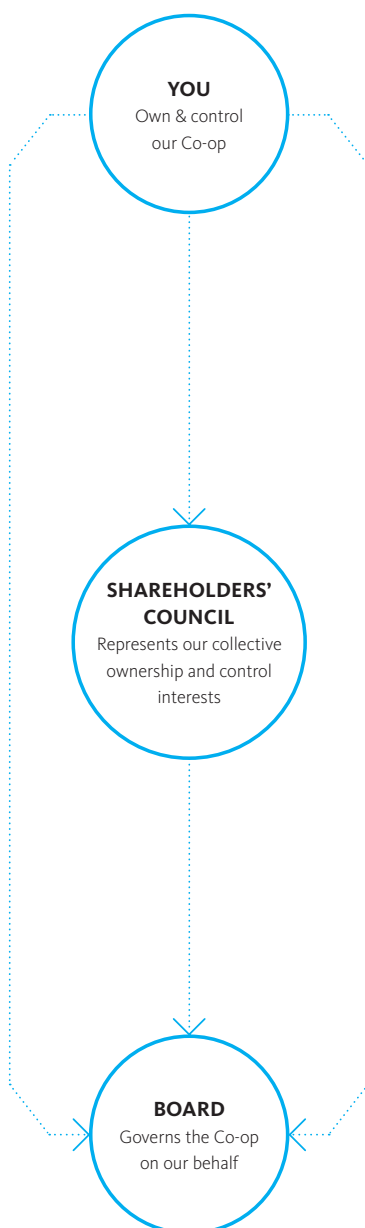 YOU
Own & control
our Co-op
SHAREHOLDERS’
COUNCIL
Represents our collective
ownership and control
interests
BOARD
Governs the Co-op
on our behalf